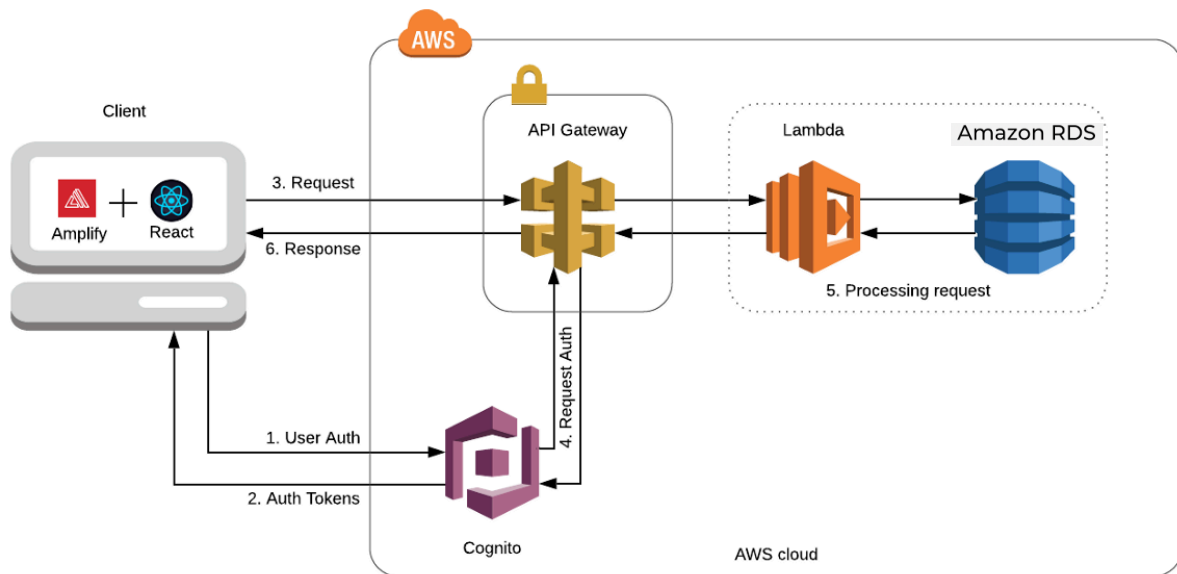 AWS
Client
API Gateway
Lambda
Amazon RDS
3. Request
Amplify
React
6. Response
5. Processing request
4. Request Auth
1. User Auth
2. Auth Tokens
Cognito
AWS cloud